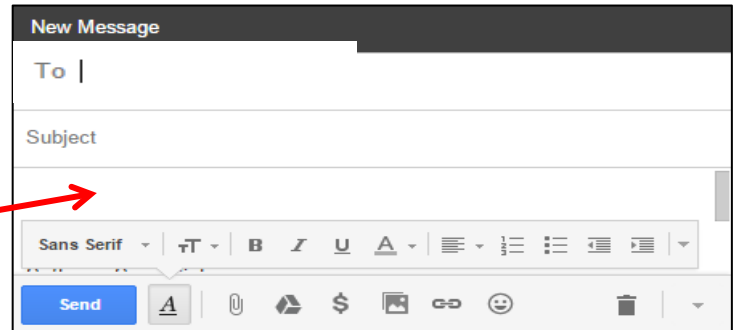 New Message
To
Subject
Sans Serif T B I U A
Send A $